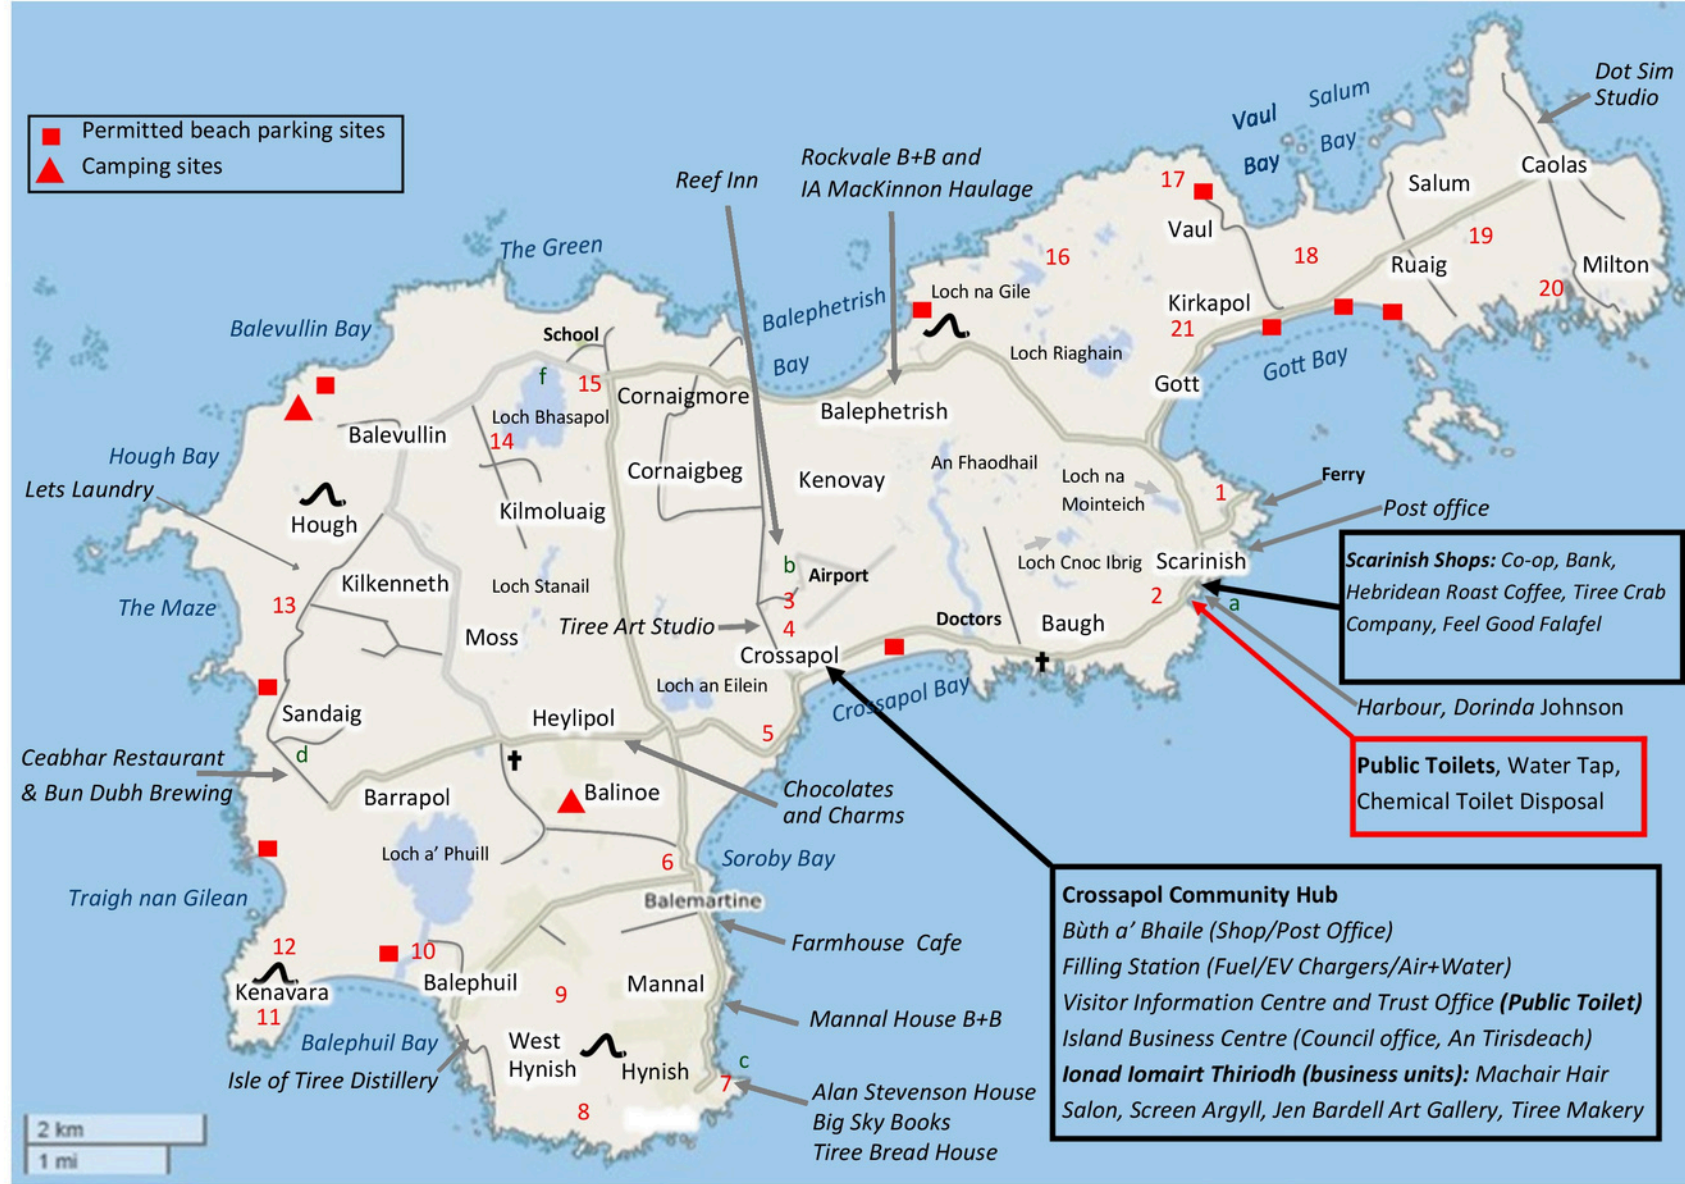 Permitted beach parking sites
Camping sites
Dot Sim
Studio
Vaul
Bay
Salum
Bay
Rockvale B+B and
IA MacKinnon Haulage
Reef Inn
17
Vaul
Salum
Caolas
The Green
16
18
19
Ruaig
Milton
20
Balephetrish
Bay
Loch na Gile
Kirkapol
21
Balevullin Bay
School
Loch Riaghain
Gott Bay
f
15
Cornaigmore
Gott
Balephetrish
Loch Bhasapol
Balevullin
14
Hough Bay
Lets Laundry
Cornaigbeg
Kenovay
An Fhaodhail
Loch na
Mointeich
1
Ferry
Post office
Hough
Kilmoluaig
b
Airport
Loch Cnoc Ibrig
Scarinish
Scarinish Shops: Co-op, Bank,
Hebridean Roast Coffee, Tiree Crab
Company, Feel Good Falafel
Kilkenneth
Loch Stanail
The Maze
13
3
2
a
Moss
Tiree Art Studio
4
Doctors
Baugh
Crossapol
Loch an Eilein
Crossapol Bay
Harbour, Dorinda Johnson
Sandaig
Heylipol
5
d
Ceabhar Restaurant
& Bun Dubh Brewing
Public Toilets, Water Tap,
Chemical Toilet Disposal
Barrapol
Balinoe
Chocolates
and Charms
Loch a' Phuill
6
Soroby Bay
Traigh nan Gilean
Balemartine
Crossapol Community Hub
Bùth a' Bhaile (Shop/Post Office)
Filling Station (Fuel/EV Chargers/Air+Water)
Visitor Information Centre and Trust Office (Public Toilet)
Island Business Centre (Council office, An Tirisdeach)
Ionad Iomairt Thiriodh (business units): Machair Hair
Salon, Screen Argyll, Jen Bardell Art Gallery, Tiree Makery
12
10
Farmhouse Cafe
Kenavara
Balephuil
9
Mannal
11
Mannal House B+B
Balephuil Bay
West
Hynish
Hynish
c
Isle of Tiree Distillery
7
8
Alan Stevenson House
Big Sky Books
Tiree Bread House
2 km
1 mi